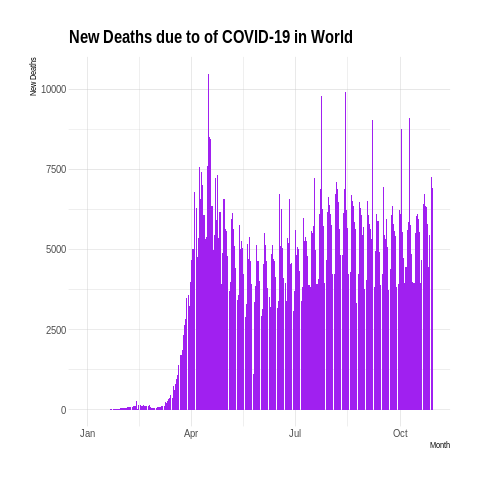 New Deaths due to of COVID-19 in World
New Deaths
10000
7500
5000
2500
0
Jan Apr Jul Oct
Month